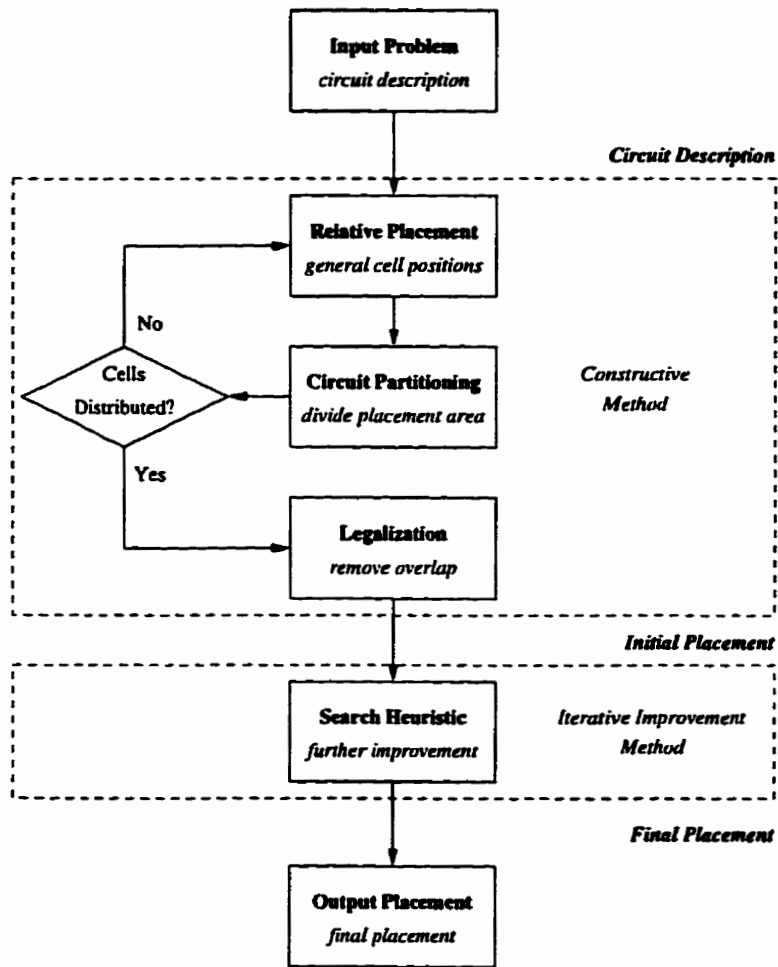 Input Problem
circuit description
Circuit Description
Relative Placement
general cell positions
No
Cells
Distributed?
Circuit Partitioning
divide placement area
Constructive
Method
Yes
Legalization
remove overlap
Initial Placement
Search Heuristic
further improvement
Iterative Improvement
Method
Final Placement
Output Placement
final placement